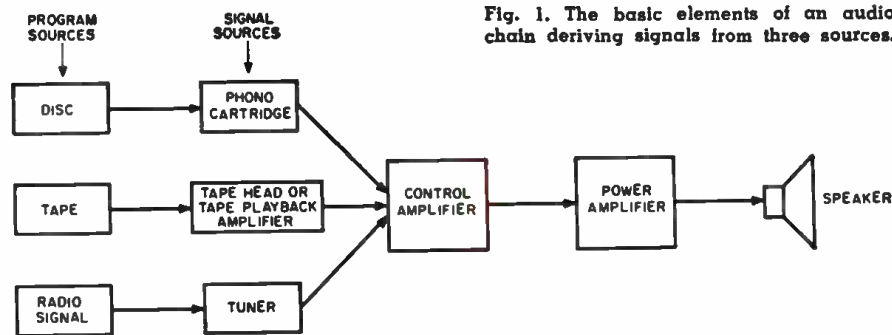 PROGRAM
SOURCES
SIGNAL
SOURCES
Fig. 1. The basic elements of an audio
chain deriving signals from three sources.
DISC
PHONO
CARTRIDGE
TAPE
TAPE HEAD OR
TAPE PLAYBACK
AMPLIFIER
CONTROL
AMPLIFIER
POWER
AMPLIFIER
SPEAKER
RADIO
SIGNAL
TUNER